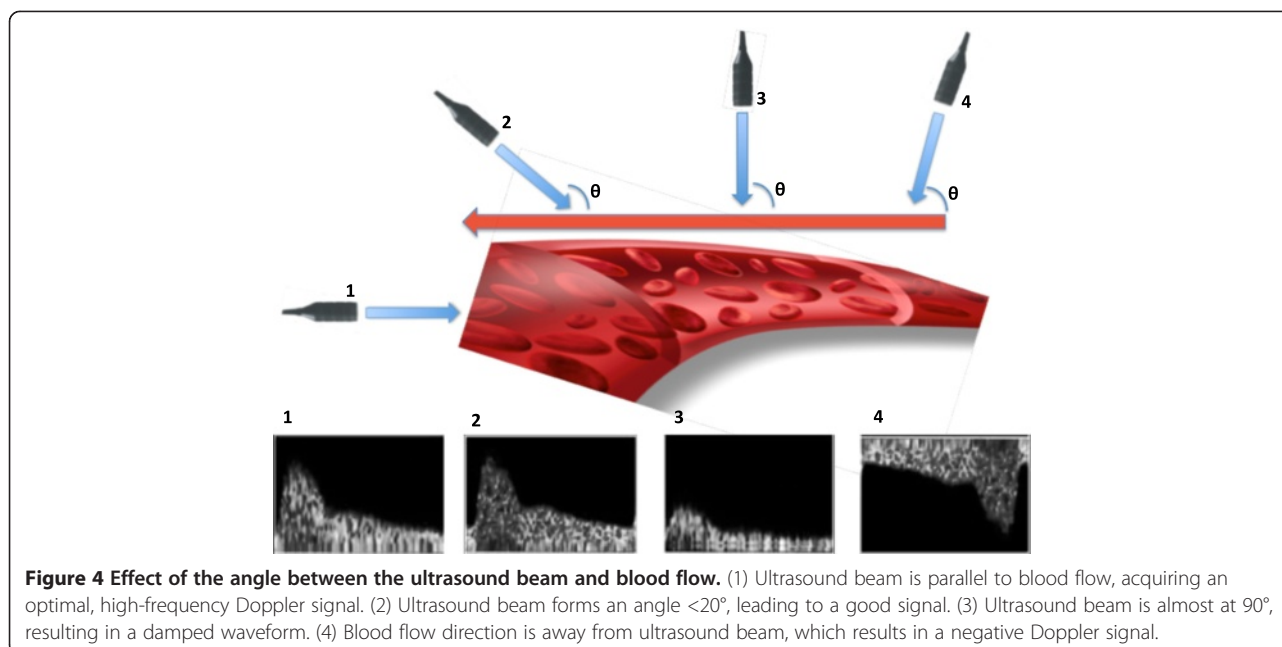 3
4
2
θ
θ
θ
1
1
2
3
4
Figure 4 Effect of the angle between the ultrasound beam and blood flow. (1) Ultrasound beam is parallel to blood flow, acquiring an
optimal, high-frequency Doppler signal. (2) Ultrasound beam forms an angle <20°, leading to a good signal. (3) Ultrasound beam is almost at 90°,
resulting in a damped waveform. (4) Blood flow direction is away from ultrasound beam, which results in a negative Doppler signal.